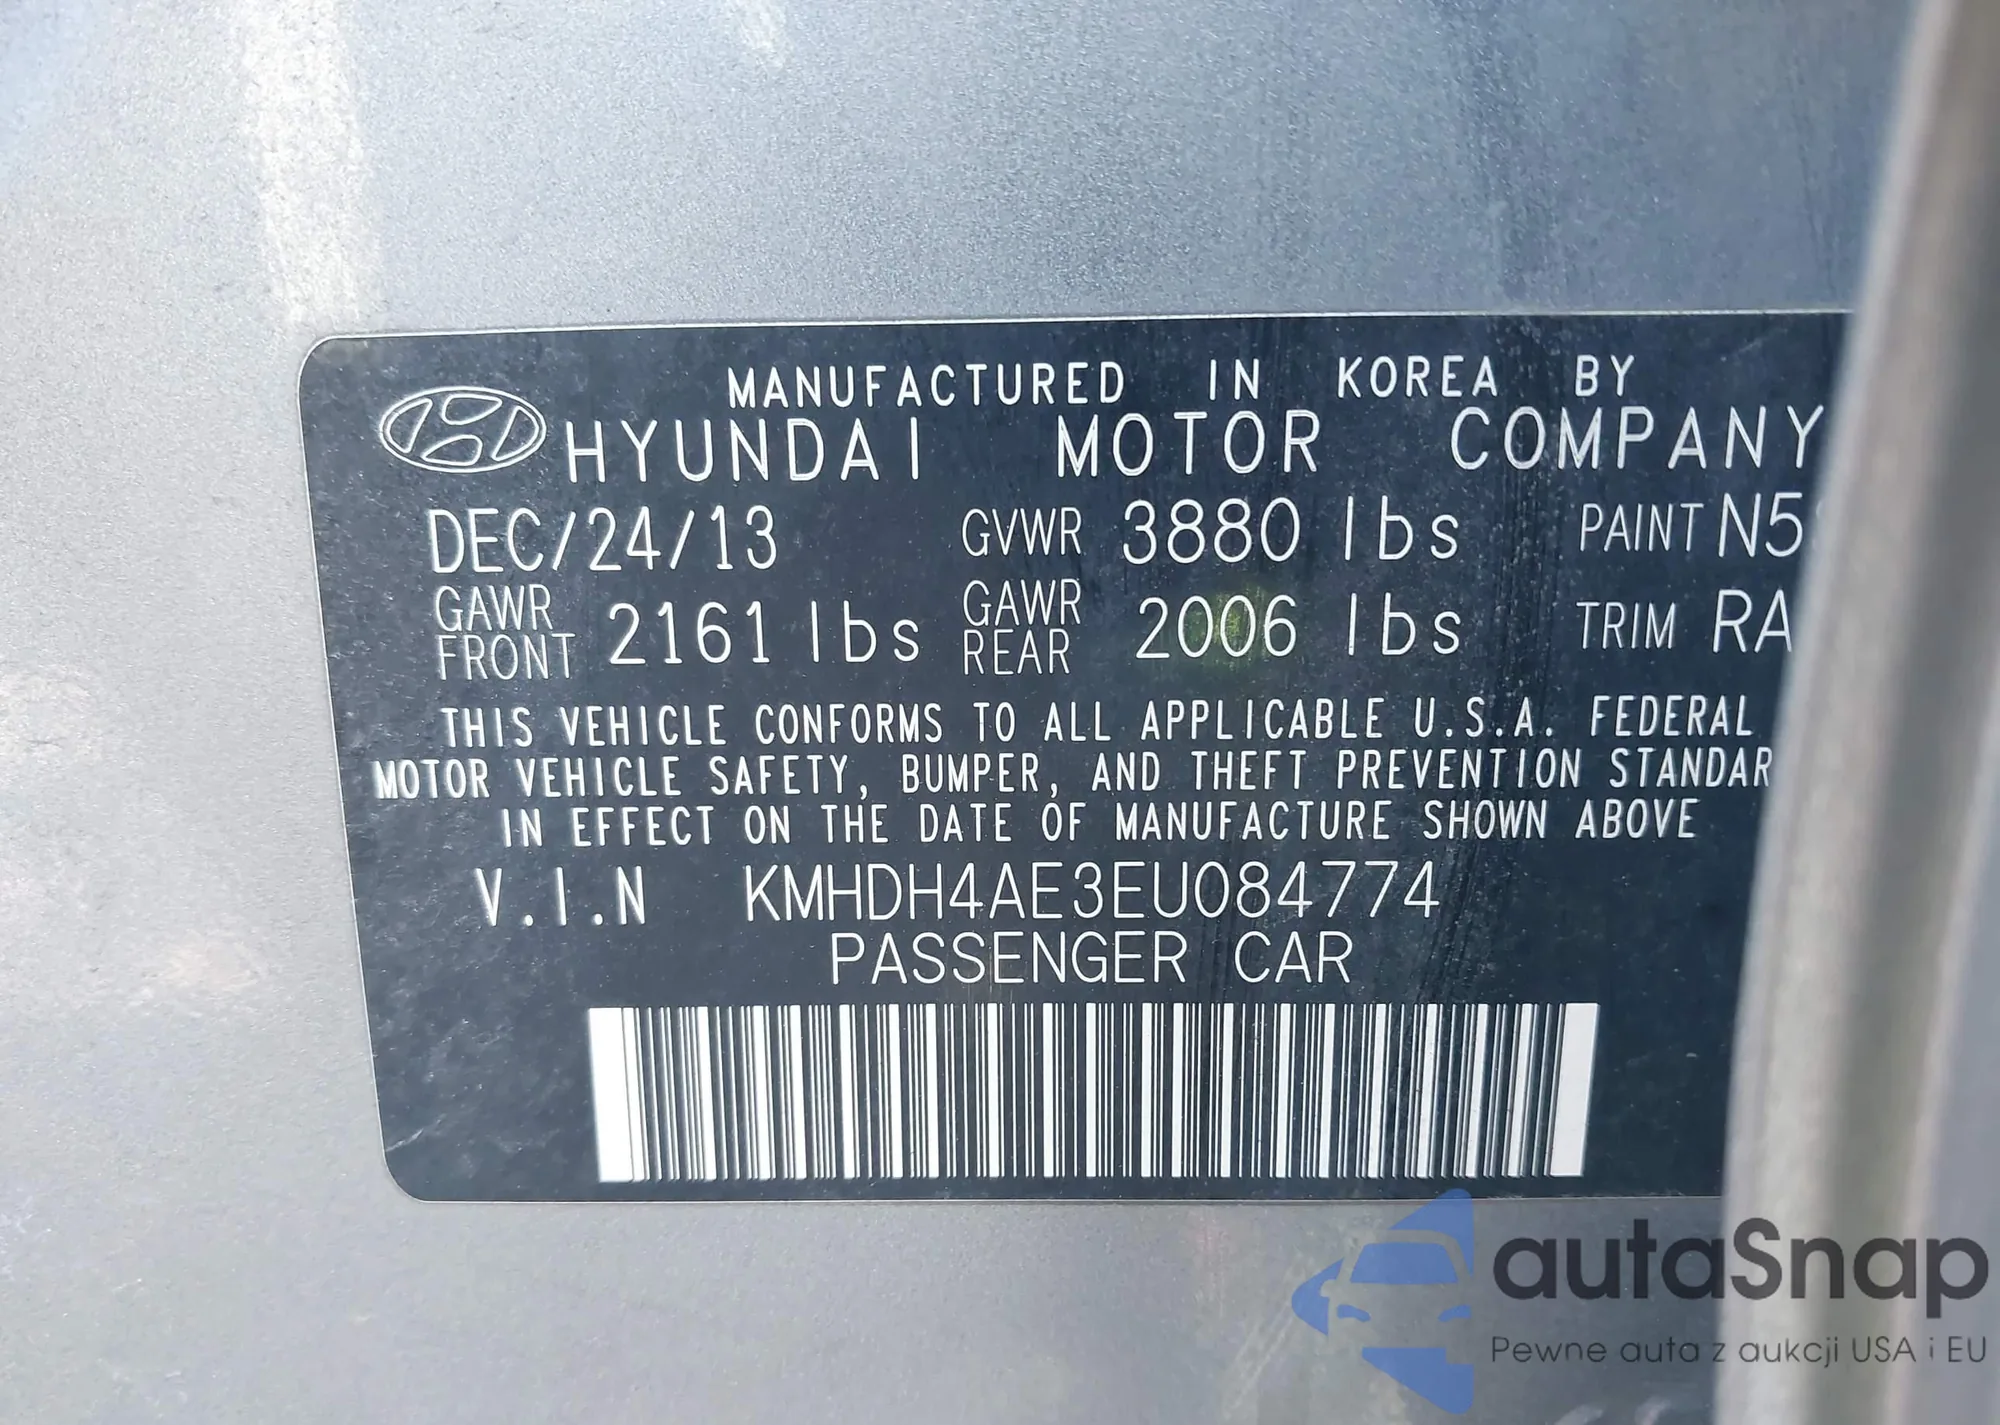 MANUFACTURED IN KOREA BY
HYUNDAI MOTOR COMPANY
DEC/24/13 GVWR 3880 lbs PAINT
GAWR FRONT 2161 lbs GAWR REAR 2006 lbs TRIM RA
THIS VEHICLE CONFORMS TO ALL APPLICABLE U.S.A. FEDERAL
MOTOR VEHICLE SAFETY, BUMPER, AND THEFT PREVENTION STANDAR
IN EFFECT ON THE DATE OF MANUFACTURE SHOWN ABOVE
V.I.N KMHDH4AE3EU084774
PASSENGER CAR
autaSnap
Pewne auta z aukcji USA i EU